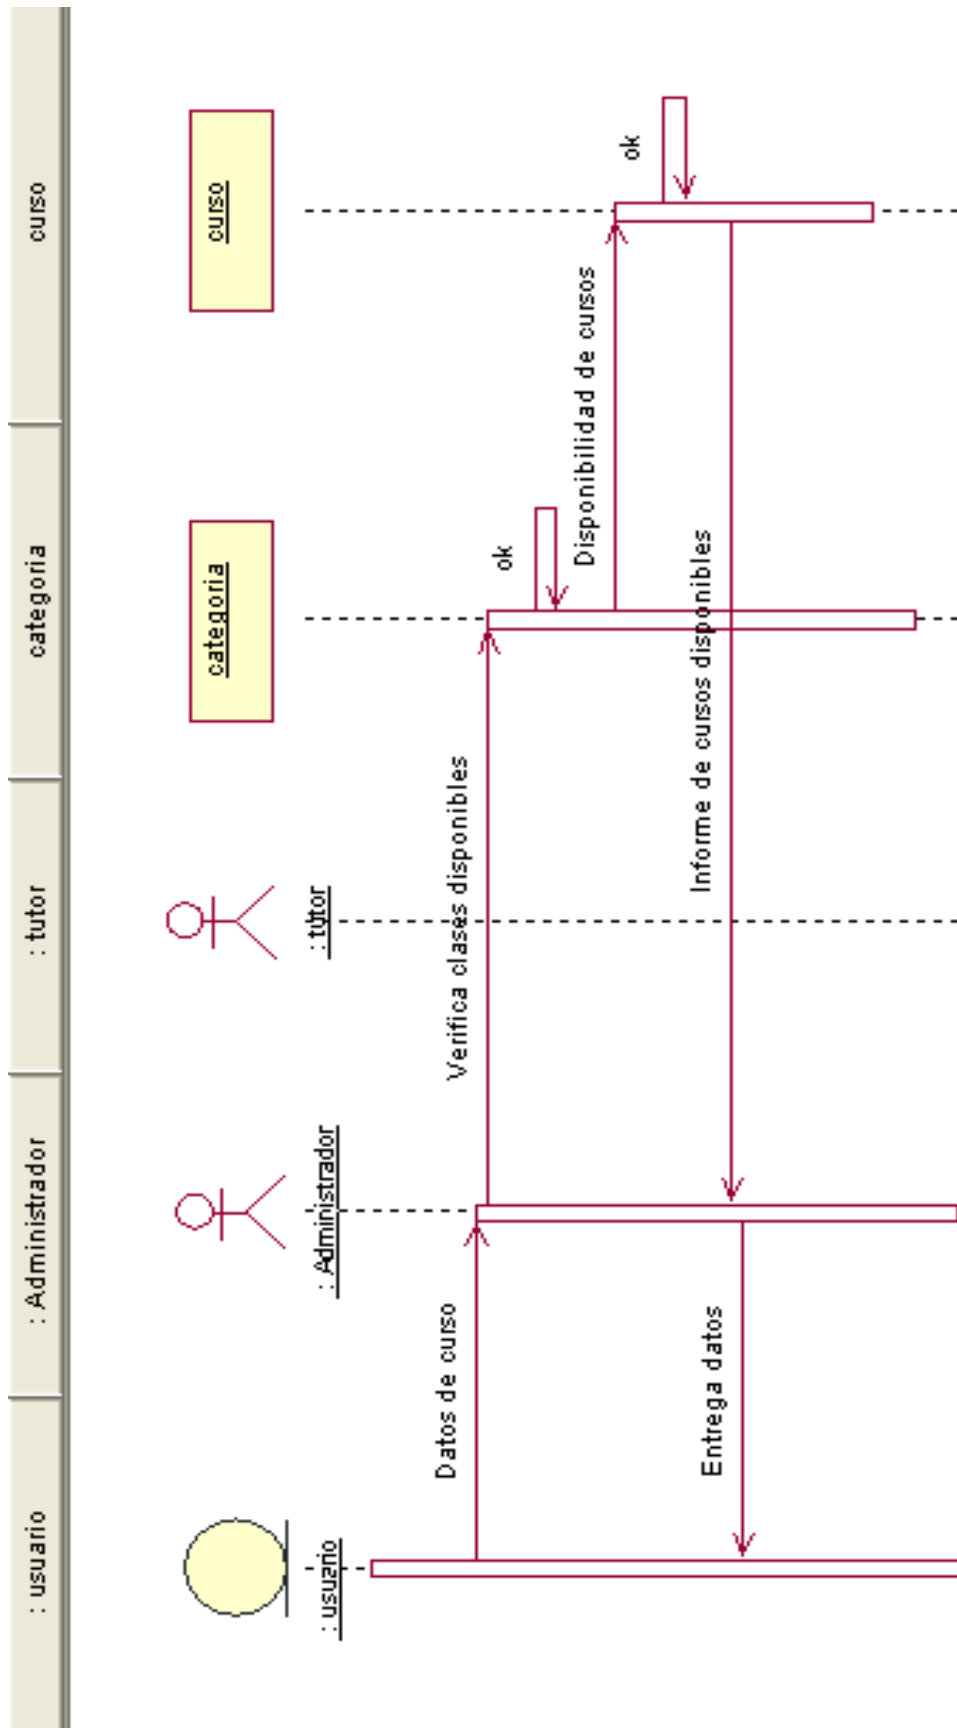 : usuario
: Administrador
: tutor
categoria
curso
: usuario
: Administrador
: tutor
categoria
curso
Datos de curso
Verifica clases disponibles
ok
Disponibilidad de cursos
ok
Informe de cursos disponibles
Entrega datos